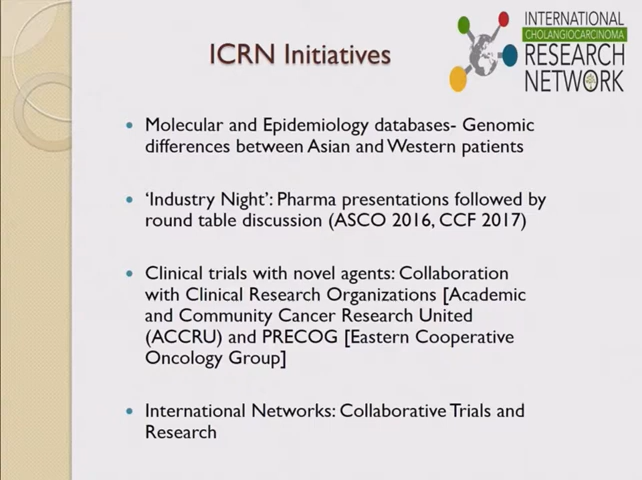 ICRN Initiatives
INTERNATIONAL
CHOLANGIOCARCINOMA
RESEARCH
NETWORK
• Molecular and Epidemiology databases- Genomic
differences between Asian and Western patients
• ‘Industry Night’: Pharma presentations followed by
round table discussion (ASCO 2016, CCF 2017)
• Clinical trials with novel agents: Collaboration
with Clinical Research Organizations [Academic
and Community Cancer Research United
(ACCRU) and PRECOG [Eastern Cooperative
Oncology Group]
• International Networks: Collaborative Trials and
Research